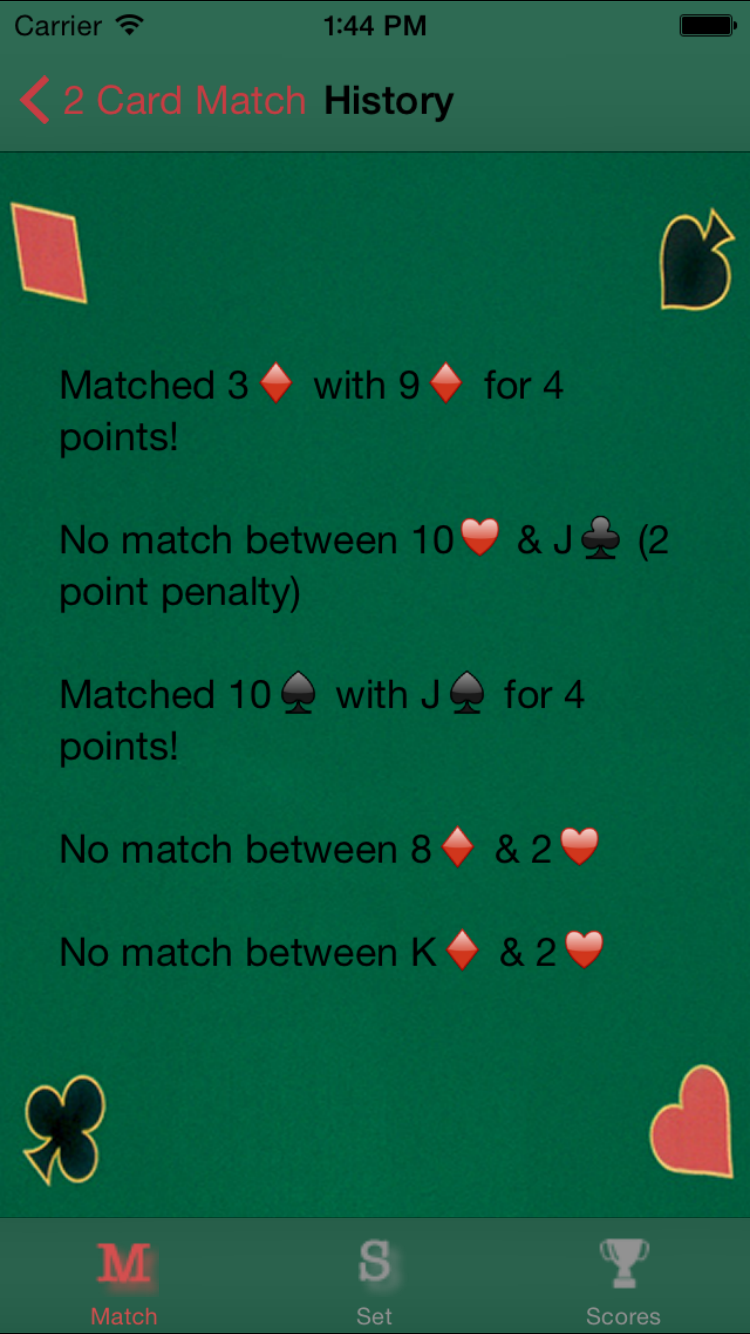 Carrier 1:44 PM
2 Card Match History
Matched 3♦️ with 9♦️ for 4
points!
No match between 10♥️ & J♣️ (2
point penalty)
Matched 10♠️ with J♠️ for 4
points!
No match between 8♦️ & 2♥️
No match between K♦️ & 2♥️
M S
Match Set Scores